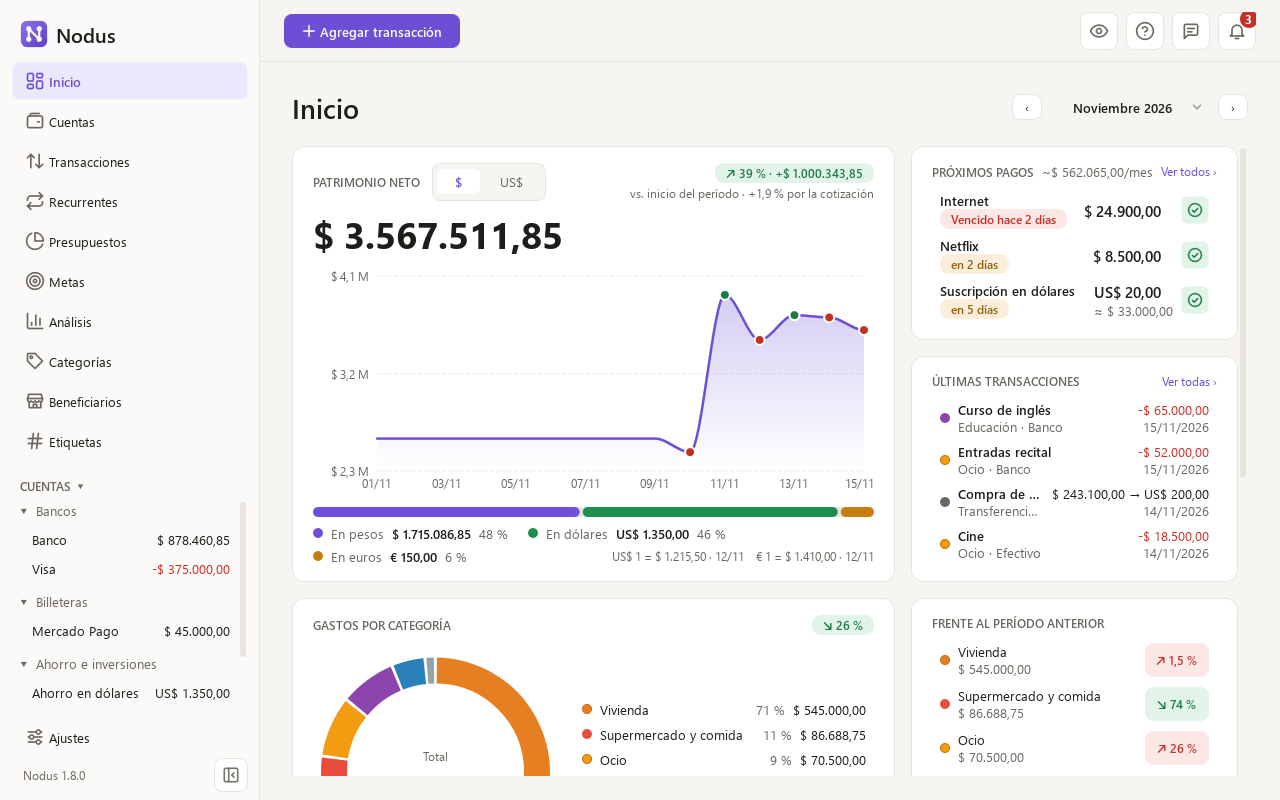 Nodus
Inicio
Cuentas
Transacciones
Recurrentes
Presupuestos
Metas
Análisis
Categorías
Beneficiarios
Etiquetas
CUENTAS
Bancos
Banco $ 878.460,85
Visa -$ 375.000,00
Billeteras
Mercado Pago $ 45.000,00
Ahorro e inversiones
Ahorro en dólares US$ 1.350,00
Ajustes
Nodus 1.8.0
Agregar transacción
3
Inicio
‹ Noviembre 2026 ›
PATRIMONIO NETO $ US$
39 % · +$ 1.000.343,85
vs. inicio del período · +1,9 % por la cotización
$ 3.567.511,85
$ 4,1 M
$ 3,2 M
$ 2,3 M
01/11 03/11 05/11 07/11 09/11 11/11 13/11 15/11
En pesos $ 1.715.086,85 48 % En dólares US$ 1.350,00 46 %
En euros € 150,00 6 % US$ 1 = $ 1.215,50 · 12/11 € 1 = $ 1.410,00 · 12/11
PRÓXIMOS PAGOS ~$ 562.065,00/mes Ver todos ›
Internet
Vencido hace 2 días
$ 24.900,00
Netflix
en 2 días
$ 8.500,00
Suscripción en dólares
en 5 días
US$ 20,00
≈ $ 33.000,00
ÚLTIMAS TRANSACCIONES Ver todas ›
Curso de inglés -$ 65.000,00
Educación · Banco 15/11/2026
Entradas recital -$ 52.000,00
Ocio · Banco 15/11/2026
Compra de ... $ 243.100,00 → US$ 200,00
Transferenci... 14/11/2026
Cine -$ 18.500,00
Ocio · Efectivo 14/11/2026
GASTOS POR CATEGORÍA 26 %
Total
Vivienda 71 % $ 545.000,00
Supermercado y comida 11 % $ 86.688,75
Ocio 9 % $ 70.500,00
FRENTE AL PERÍODO ANTERIOR
Vivienda
$ 545.000,00
1,5 %
Supermercado y comida
$ 86.688,75
74 %
Ocio
$ 70.500,00
26 %